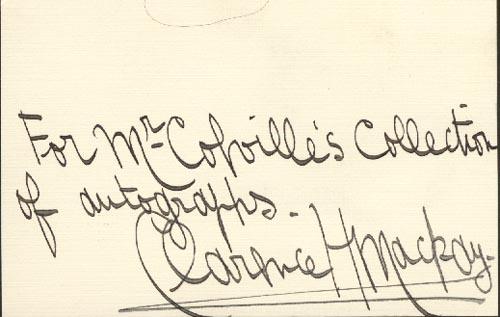 For Mr Colville's Collection
of autographs.
Clarence H Mackay.